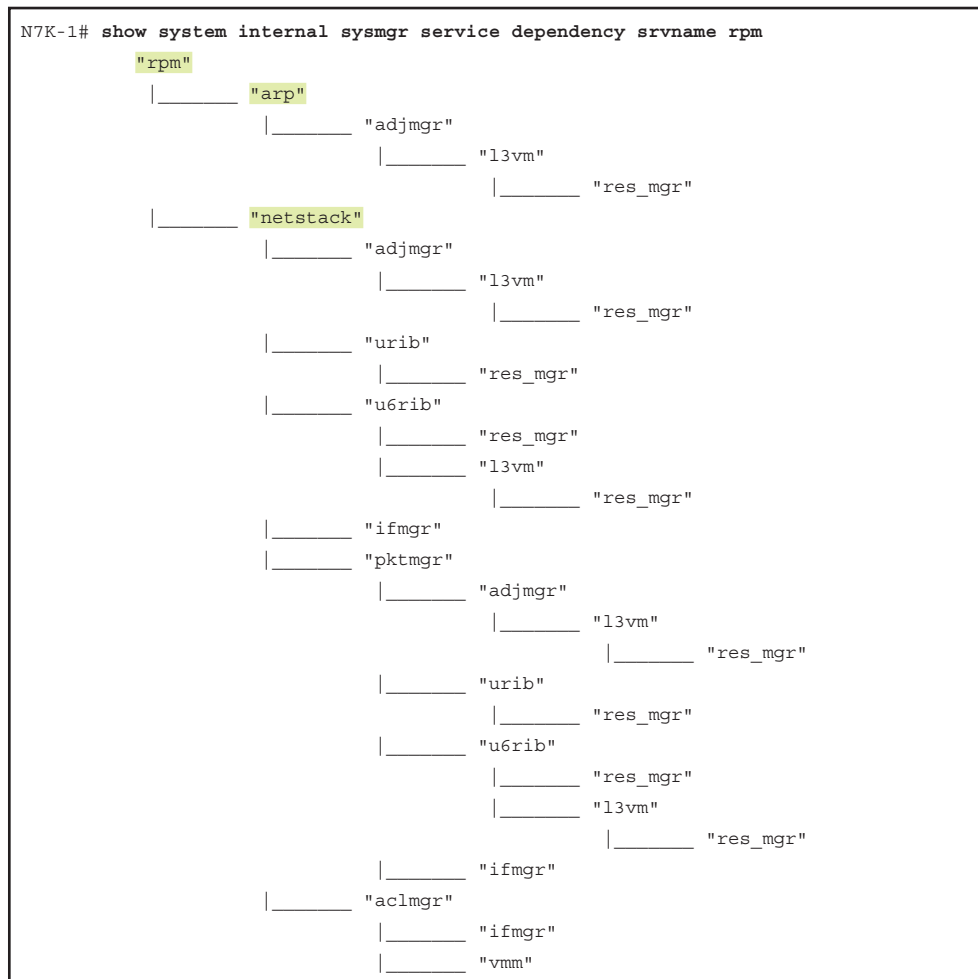 N7K-1# show system internal sysmgr service dependency srvname rpm
"rpm"
|_______ "arp"
|_______ "adjmgr"
|_______ "l3vm"
|_______ "res_mgr"
|_______ "netstack"
|_______ "adjmgr"
|_______ "l3vm"
|_______ "res_mgr"
|_______ "urib"
|_______ "res_mgr"
|_______ "u6rib"
|_______ "res_mgr"
|_______ "l3vm"
|_______ "res_mgr"
|_______ "ifmgr"
|_______ "pktmgr"
|_______ "adjmgr"
|_______ "l3vm"
|_______ "res_mgr"
|_______ "urib"
|_______ "res_mgr"
|_______ "u6rib"
|_______ "res_mgr"
|_______ "l3vm"
|_______ "res_mgr"
|_______ "ifmgr"
|_______ "aclmgr"
|_______ "ifmgr"
|_______ "vmm"